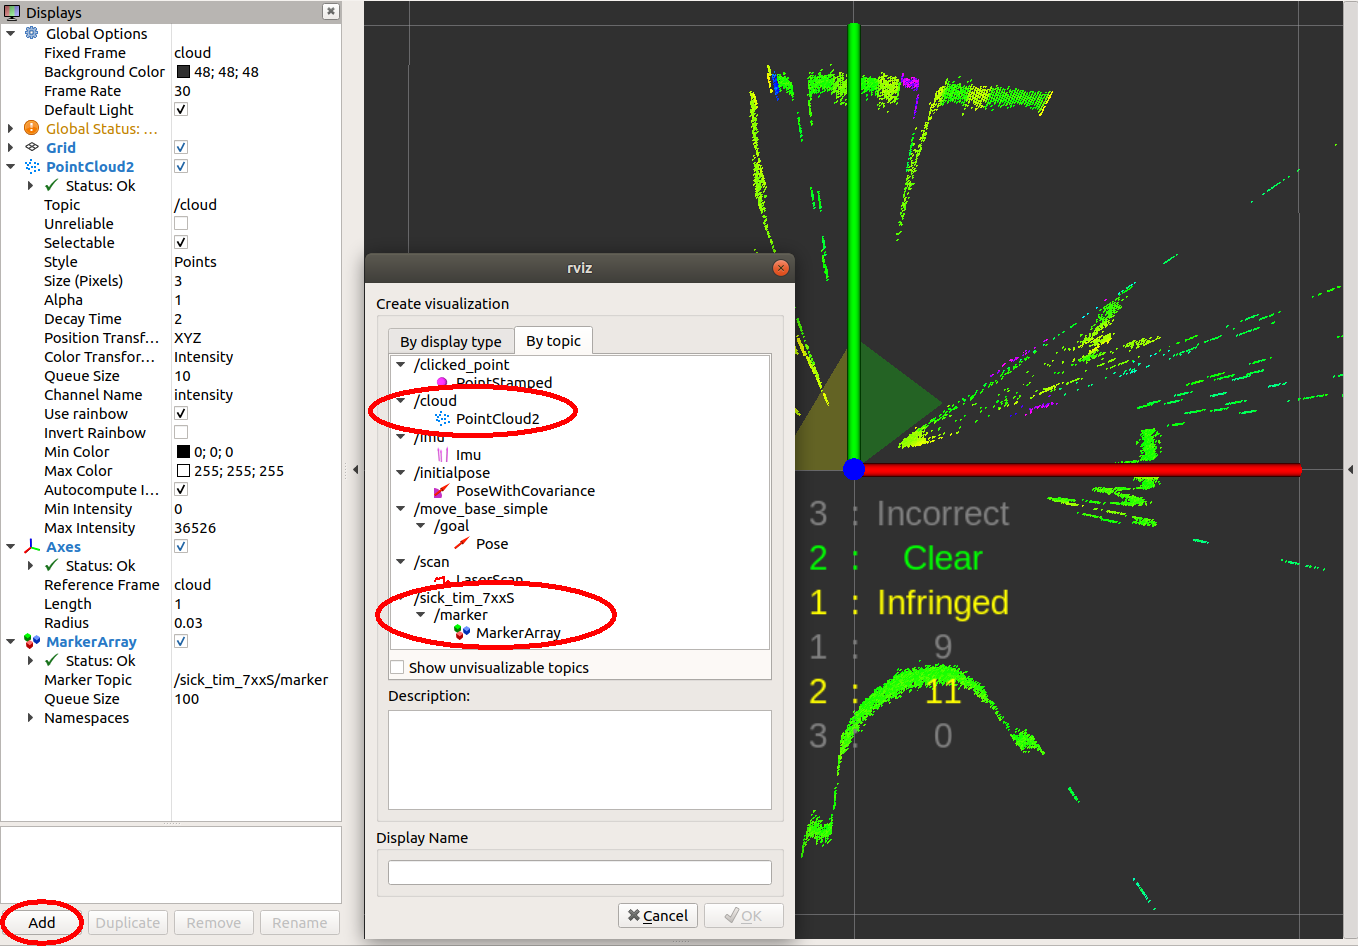 Displays
Global Options
Fixed Frame cloud
Background Color 48; 48; 48
Frame Rate 30
Default Light
Global Status: ...
Grid
PointCloud2
Status: Ok
Topic /cloud
Unreliable
Selectable
Style Points
Size (Pixels) 3
Alpha 1
Decay Time 2
Position Transf... XYZ
Color Transfor... Intensity
Queue Size 10
Channel Name intensity
Use rainbow
Invert Rainbow
Min Color 0; 0; 0
Max Color 255; 255; 255
Autocompute I...
Min Intensity 0
Max Intensity 36526
Axes
Status: Ok
Reference Frame cloud
Length 1
Radius 0.03
MarkerArray
Status: Ok
Marker Topic /sick_tim_7xxS/marker
Queue Size 100
Namespaces
Add Duplicate Remove Rename
rviz
Create visualization
By display type By topic
/clicked_point
PointStamped
/cloud
PointCloud2
/imu
Imu
/initialpose
PoseWithCovariance
/move_base_simple
/goal
Pose
/scan
LaserScan
/sick_tim_7xxS
/marker
MarkerArray
Show unvisualizable topics
Description:
Display Name
Cancel OK
3 : Incorrect
2 : Clear
1 : Infringed
1 : 9
2 : 11
3 : 0